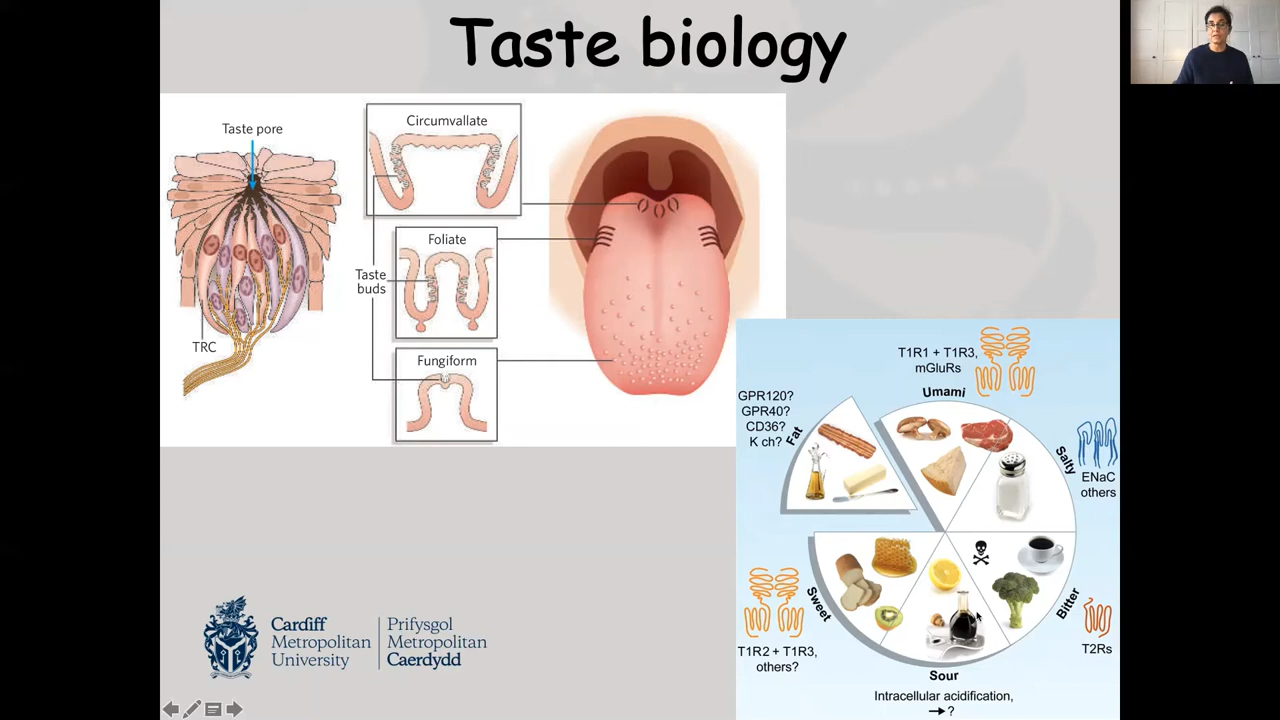 Taste biology
Taste pore
TRC
Circumvallate
Foliate
Taste
buds
Fungiform
T1R1 + T1R3,
mGluRs
Umami
GPR120?
GPR40?
CD36?
K ch?
Fat
Salty
ENaC
others
Sweet
T1R2 + T1R3,
others?
Bitter
T2Rs
Sour
Intracellular acidification,
→ ?
Cardiff
Metropolitan
University
Prifysgol
Metropolitan
Caerdydd